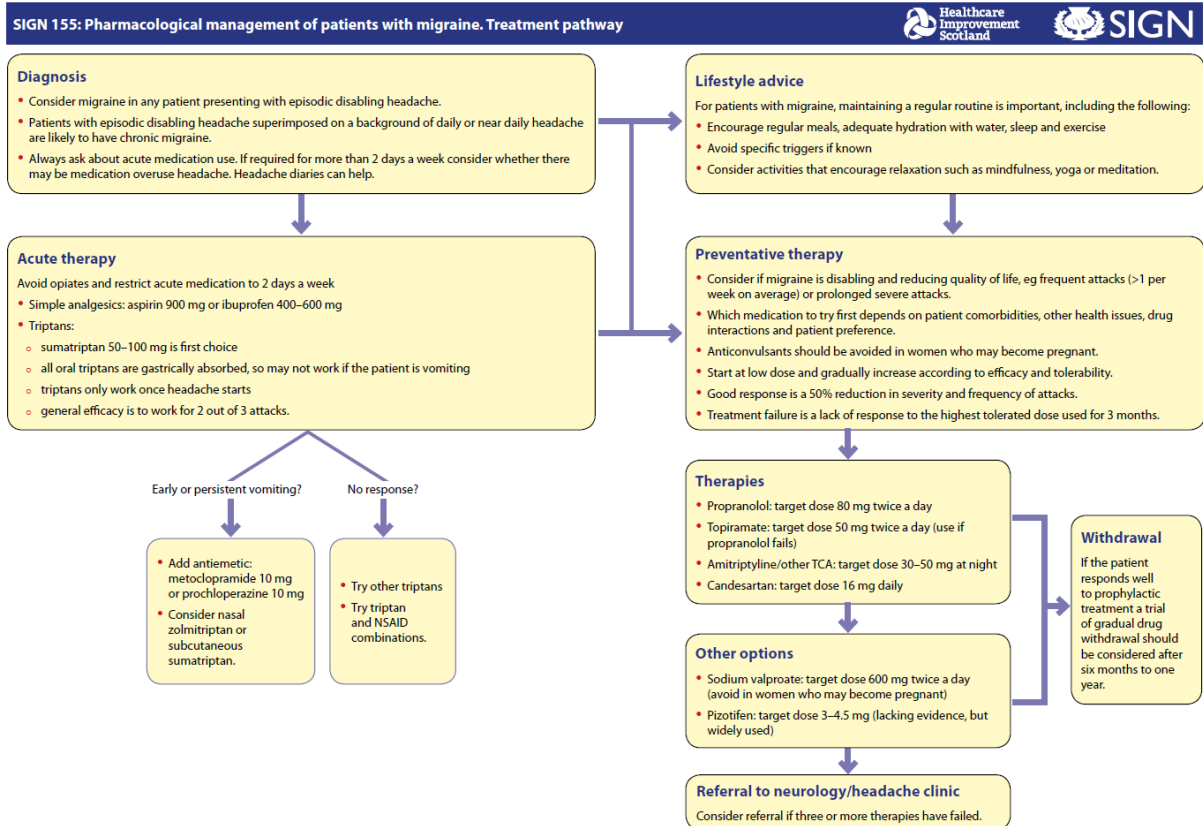 SIGN 155: Pharmacological management of patients with migraine. Treatment pathway
Healthcare
Improvement
Scotland
SIGN
Diagnosis
• Consider migraine in any patient presenting with episodic disabling headache.
• Patients with episodic disabling headache superimposed on a background of daily or near daily headache
are likely to have chronic migraine.
• Always ask about acute medication use. If required for more than 2 days a week consider whether there
may be medication overuse headache. Headache diaries can help.
Lifestyle advice
For patients with migraine, maintaining a regular routine is important, including the following:
• Encourage regular meals, adequate hydration with water, sleep and exercise
• Avoid specific triggers if known
• Consider activities that encourage relaxation such as mindfulness, yoga or meditation.
Acute therapy
Avoid opiates and restrict acute medication to 2 days a week
• Simple analgesics: aspirin 900 mg or ibuprofen 400–600 mg
• Triptans:
○ sumatriptan 50–100 mg is first choice
○ all oral triptans are gastrically absorbed, so may not work if the patient is vomiting
○ triptans only work once headache starts
○ general efficacy is to work for 2 out of 3 attacks.
Early or persistent vomiting?
No response?
• Add antiemetic:
metoclopramide 10 mg
or prochloperazine 10 mg
• Consider nasal
zolmitriptan or
subcutaneous
sumatriptan.
• Try other triptans
• Try triptan
and NSAID
combinations.
Preventative therapy
• Consider if migraine is disabling and reducing quality of life, eg frequent attacks (>1 per
week on average) or prolonged severe attacks.
• Which medication to try first depends on patient comorbidities, other health issues, drug
interactions and patient preference.
• Anticonvulsants should be avoided in women who may become pregnant.
• Start at low dose and gradually increase according to efficacy and tolerability.
• Good response is a 50% reduction in severity and frequency of attacks.
• Treatment failure is a lack of response to the highest tolerated dose used for 3 months.
Therapies
• Propranolol: target dose 80 mg twice a day
• Topiramate: target dose 50 mg twice a day (use if
propranolol fails)
• Amitriptyline/other TCA: target dose 30–50 mg at night
• Candesartan: target dose 16 mg daily
Other options
• Sodium valproate: target dose 600 mg twice a day
(avoid in women who may become pregnant)
• Pizotifen: target dose 3–4.5 mg (lacking evidence, but
widely used)
Withdrawal
If the patient
responds well
to prophylactic
treatment a trial
of gradual drug
withdrawal should
be considered after
six months to one
year.
Referral to neurology/headache clinic
Consider referral if three or more therapies have failed.